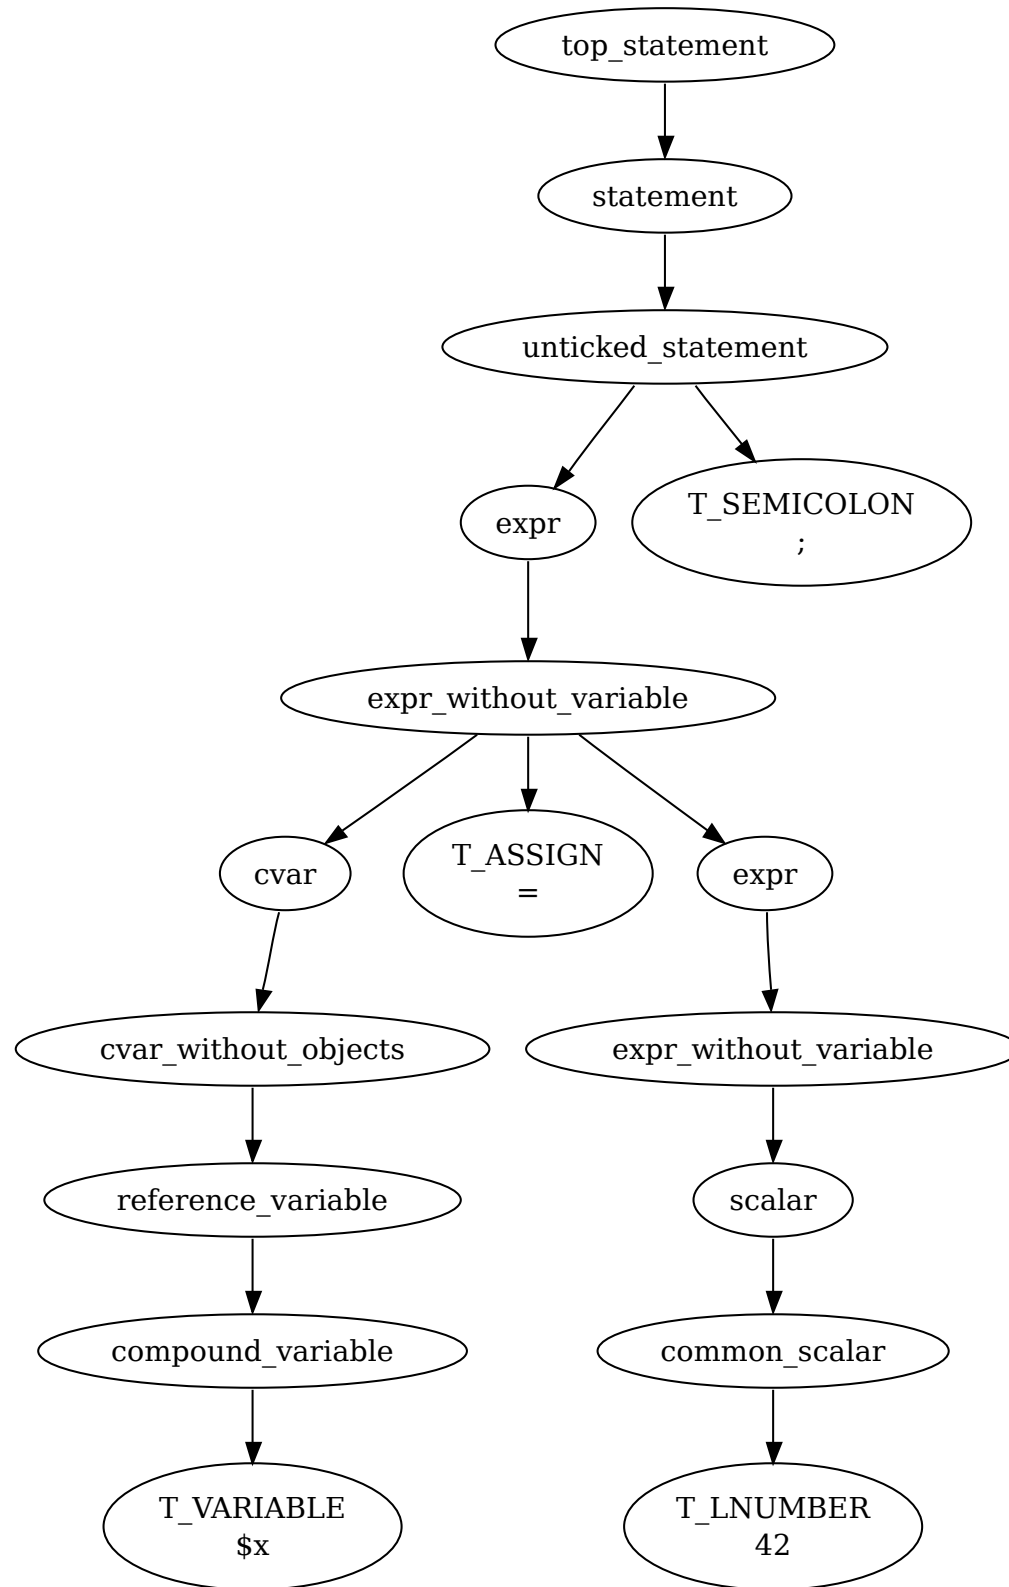 top_statement
statement
unticked_statement
expr
T_SEMICOLON
;
expr_without_variable
cvar
T_ASSIGN
=
expr
cvar_without_objects
expr_without_variable
reference_variable
scalar
compound_variable
common_scalar
T_VARIABLE
$x
T_LNUMBER
42